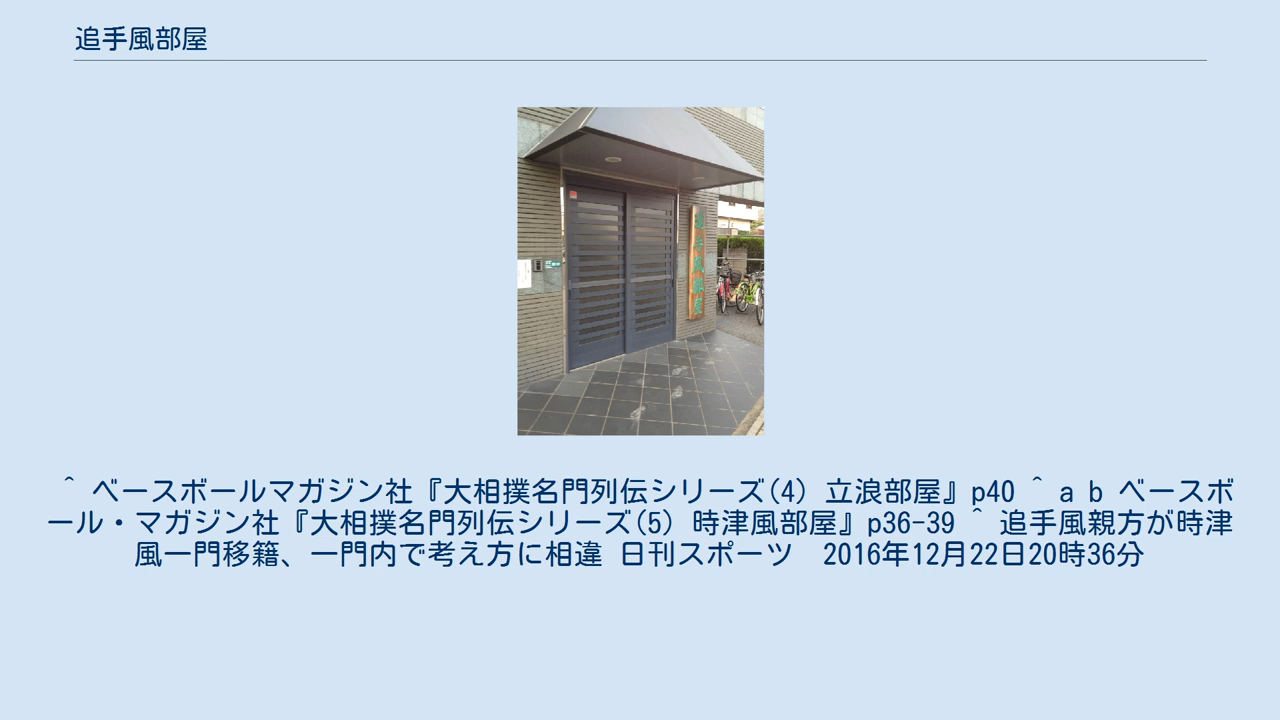 追手風部屋
追手風部屋
^ ベースボールマガジン社『大相撲名門列伝シリーズ(4) 立浪部屋』p40 ^ a b ベースボ
ール・マガジン社『大相撲名門列伝シリーズ(5) 時津風部屋』p36-39 ^ 追手風親方が時津
風一門移籍、一門内で考え方に相違 日刊スポーツ　2016年12月22日20時36分